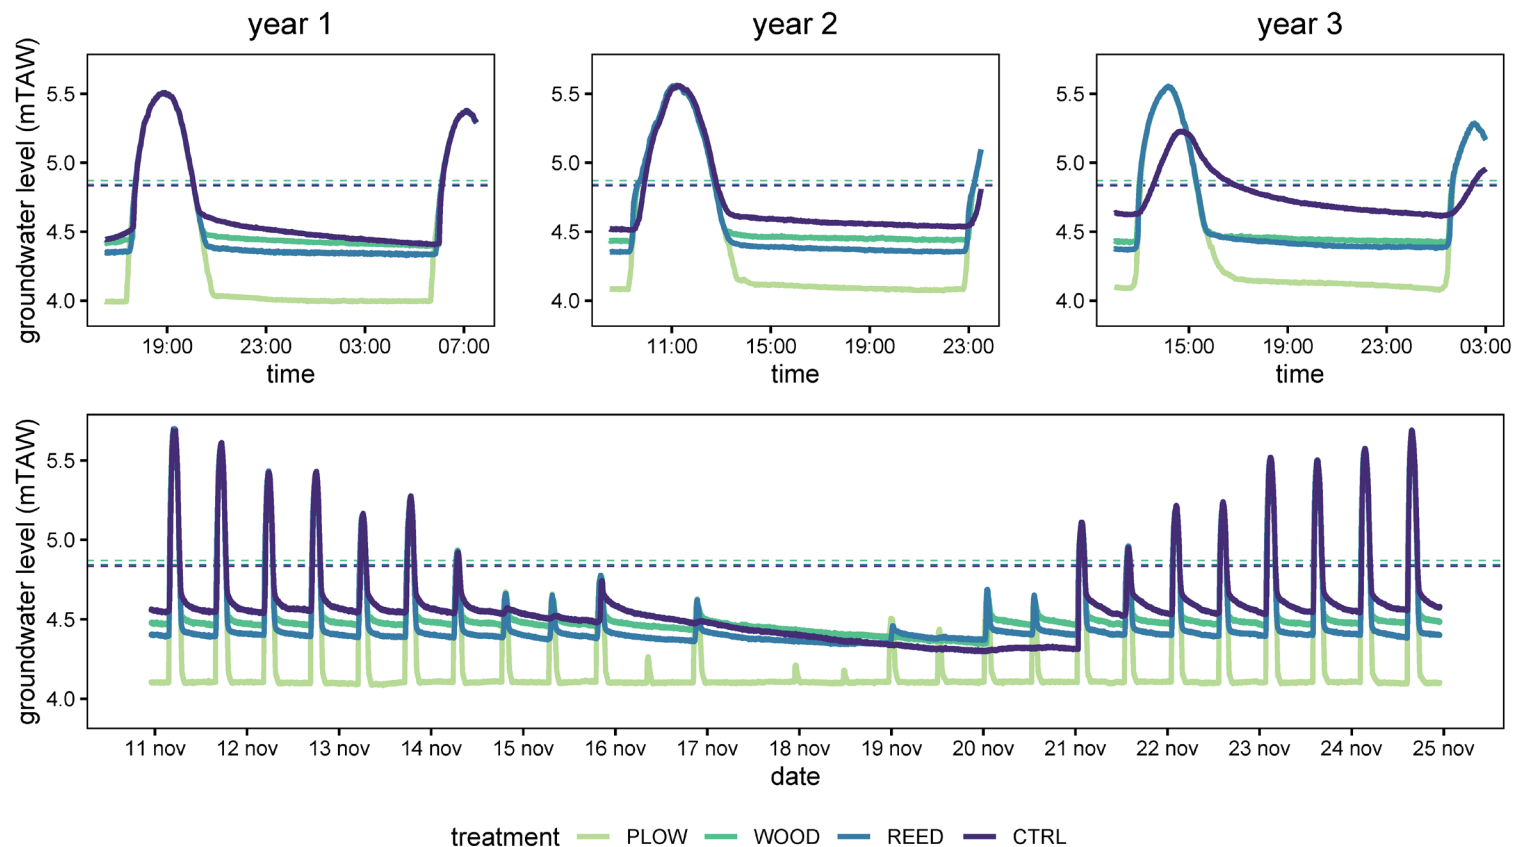 year 1 year 2 year 3
groundwater level (mTAW)
5.5 5.5 5.5
5.0 5.0 5.0
4.5 4.5 4.5
4.0 4.0 4.0
19:00 23:00 03:00 07:00 11:00 15:00 19:00 23:00 15:00 19:00 23:00 03:00
time time time
groundwater level (mTAW)
5.5
5.0
4.5
4.0
11 nov 12 nov 13 nov 14 nov 15 nov 16 nov 17 nov 18 nov 19 nov 20 nov 21 nov 22 nov 23 nov 24 nov 25 nov
date
treatment PLOW WOOD REED CTRL